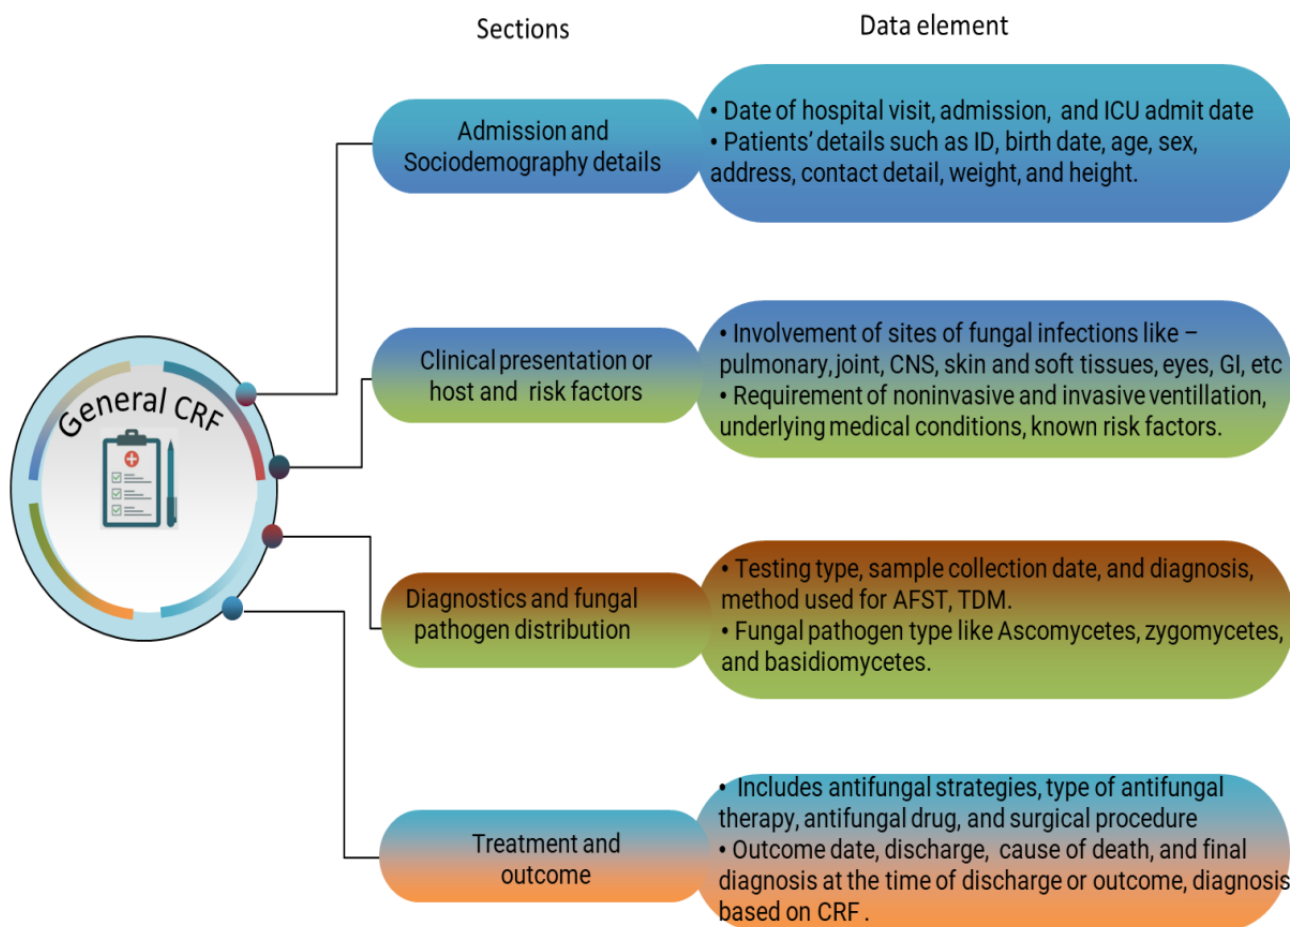 Sections
Data element
General CRF
Admission and
Sociodemography details
• Date of hospital visit, admission, and ICU admit date
• Patients’ details such as ID, birth date, age, sex,
address, contact detail, weight, and height.
Clinical presentation or
host and risk factors
• Involvement of sites of fungal infections like –
pulmonary, joint, CNS, skin and soft tissues, eyes, GI, etc
• Requirement of noninvasive and invasive ventillation,
underlying medical conditions, known risk factors.
Diagnostics and fungal
pathogen distribution
• Testing type, sample collection date, and diagnosis,
method used for AFST, TDM.
• Fungal pathogen type like Ascomycetes, zygomycetes,
and basidiomycetes.
Treatment and
outcome
• Includes antifungal strategies, type of antifungal
therapy, antifungal drug, and surgical procedure
• Outcome date, discharge, cause of death, and final
diagnosis at the time of discharge or outcome, diagnosis
based on CRF .